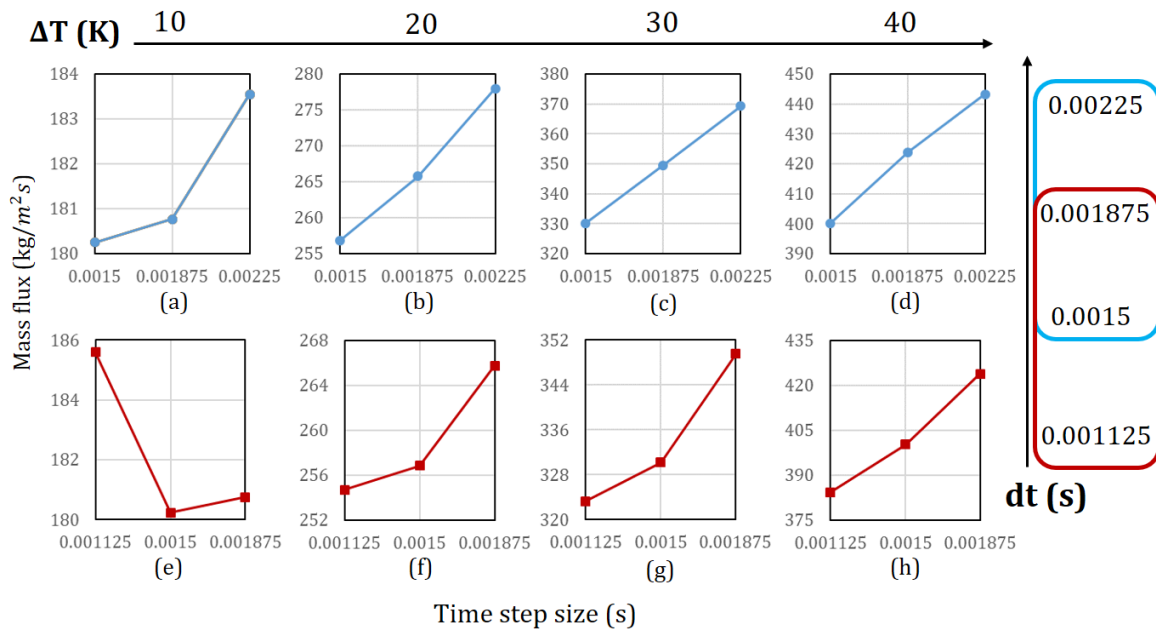 ΔT (K) 10 20 30 40
Mass flux (kg/m²s)
184
183
182
181
180
0.0015 0.001875 0.00225
(a)
280
275
270
265
260
255
0.0015 0.001875 0.00225
(b)
380
370
360
350
340
330
320
0.0015 0.001875 0.00225
(c)
450
440
430
420
410
400
390
0.0015 0.001875 0.00225
(d)
186
184
182
180
0.001125 0.0015 0.001875
(e)
268
264
260
256
252
0.001125 0.0015 0.001875
(f)
352
344
336
328
320
0.001125 0.0015 0.001875
(g)
435
420
405
390
375
0.001125 0.0015 0.001875
(h)
Time step size (s)
0.00225
0.001875
0.0015
0.001125
dt (s)